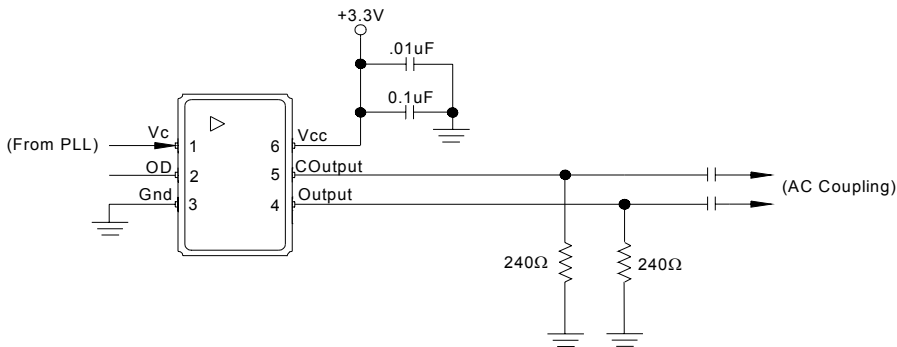 +3.3V
.01uF
0.1uF
(From PLL)
Vc
1
6
Vcc
OD
2
5
COutput
Gnd
3
4
Output
(AC Coupling)
240Ω
240Ω